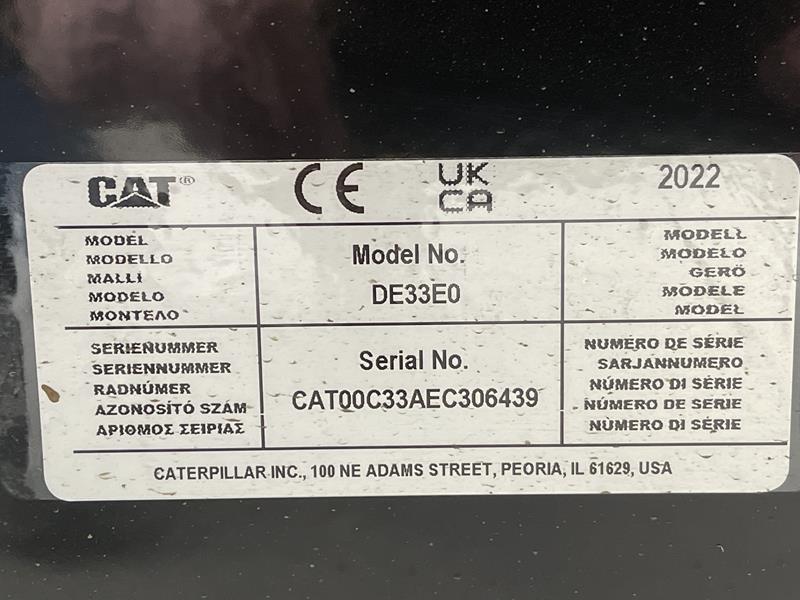 CAT® CE UK CA 2022
MODEL
MODELLO
MALLI
MODELO
MONTEΛO
Model No.
DE33E0
MODELL
MODELO
GERÖ
MODELE
MODEL
SERIENUMMER
SERIENNUMMER
RADNÚMER
AZONOSÍTÓ SZÁM
ΑΡΙΘΜΟΣ ΣΕΙΡΙΑΣ
Serial No.
CAT00C33AEC306439
NUMÉRO DE SÉRIE
SARJANNUMERO
NÚMERO DI SÉRIE
NÚMERO DE SERIE
NÚMERO DI SÉRIE
CATERPILLAR INC., 100 NE ADAMS STREET, PEORIA, IL 61629, USA